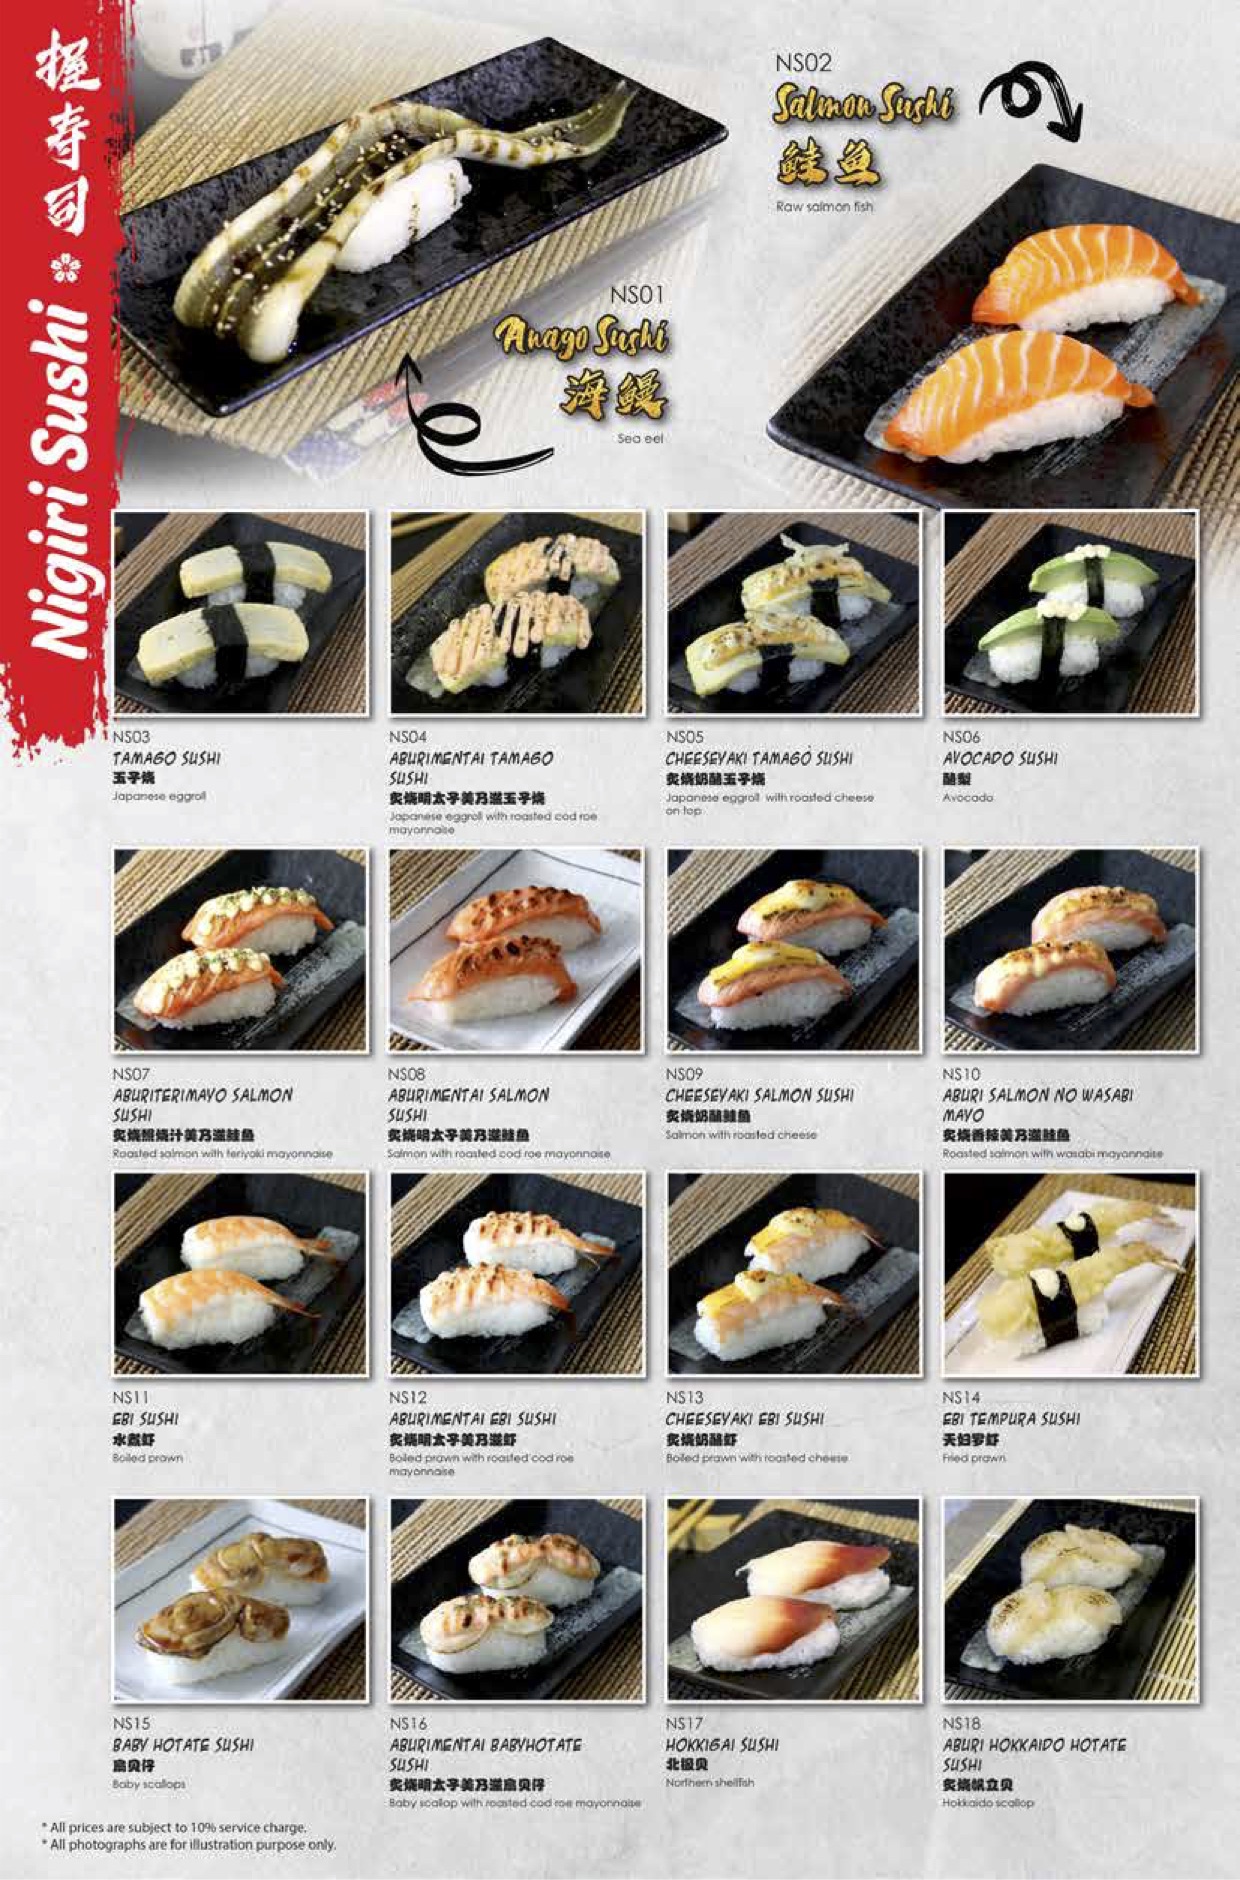 握寿司
Nigiri Sushi
NS02
Salmon Sushi
鲑鱼
Raw salmon fish
NS01
Anago Sushi
海鳗
Sea eel
NS03
TAMAGO SUSHI
玉子烧
Japanese eggroll
NS04
ABURIMENTAI TAMAGO
SUSHI
炙烧明太子美乃滋玉子烧
Japanese eggroll with roasted cod roe
mayonnaise
NS05
CHEESEYAKI TAMAGO SUSHI
炙烧奶酪玉子烧
Japanese eggroll with roasted cheese
on top
NS06
AVOCADO SUSHI
酪梨
Avocado
NS07
ABURITERIMAYO SALMON
SUSHI
炙烧照烧汁美乃滋鲑鱼
Roasted salmon with teriyaki mayonnaise
NS08
ABURIMENTAI SALMON
SUSHI
炙烧明太子美乃滋鲑鱼
Salmon with roasted cod roe mayonnaise
NS09
CHEESEYAKI SALMON SUSHI
炙烧奶酪鲑鱼
Salmon with roasted cheese
NS10
ABURI SALMON NO WASABI
MAYO
炙烧香辣美乃滋鲑鱼
Roasted salmon with wasabi mayonnaise
NS11
EBI SUSHI
水煮虾
Boiled prawn
NS12
ABURIMENTAI EBI SUSHI
炙烧明太子美乃滋虾
Boiled prawn with roasted cod roe
mayonnaise
NS13
CHEESEYAKI EBI SUSHI
炙烧奶酪虾
Boiled prawn with roasted cheese
NS14
EBI TEMPURA SUSHI
天妇罗虾
Fried prawn
NS15
BABY HOTATE SUSHI
扇贝仔
Baby scallops
NS16
ABURIMENTAI BABYHOTATE
SUSHI
炙烧明太子美乃滋扇贝仔
Baby scallop with roasted cod roe mayonnaise
NS17
HOKKIGAI SUSHI
北极贝
Northern shellfish
NS18
ABURI HOKKAIDO HOTATE
SUSHI
炙烧帆立贝
Hokkaido scallop
* All prices are subject to 10% service charge.
* All photographs are for illustration purpose only.